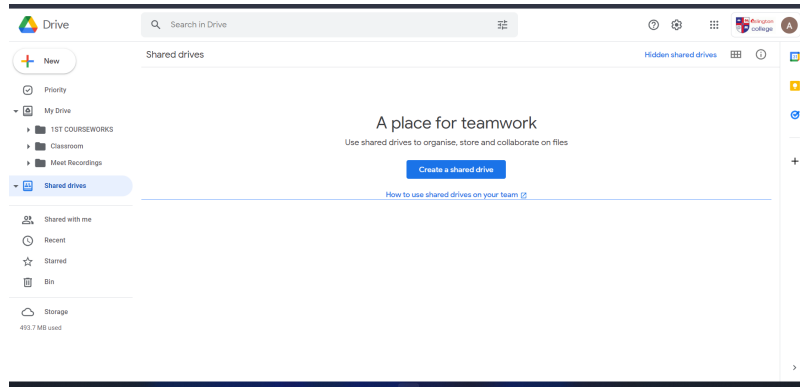 Drive
Search in Drive
islington
college
A
New
Shared drives
Hidden shared drives
Priority
My Drive
1ST COURSEWORKS
Classroom
Meet Recordings
Shared drives
A place for teamwork
Use shared drives to organise, store and collaborate on files
Create a shared drive
How to use shared drives on your team
Shared with me
Recent
Starred
Bin
Storage
493.7 MB used